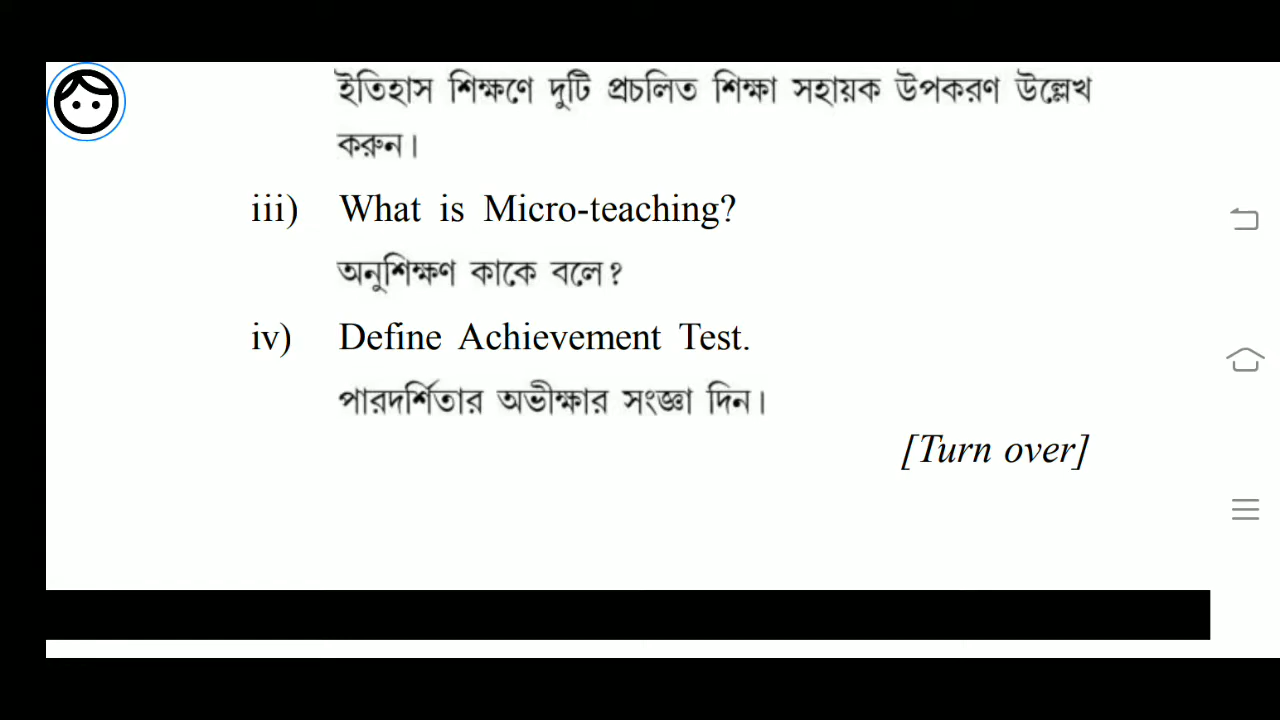 ইতিহাস শিক্ষণে দুটি প্রচলিত শিক্ষা সহায়ক উপকরণ উল্লেখ
করুন।
iii) What is Micro-teaching?
অনুশিক্ষণ কাকে বলে?
iv) Define Achievement Test.
পারদর্শিতার অভীক্ষার সংজ্ঞা দিন।
[Turn over]